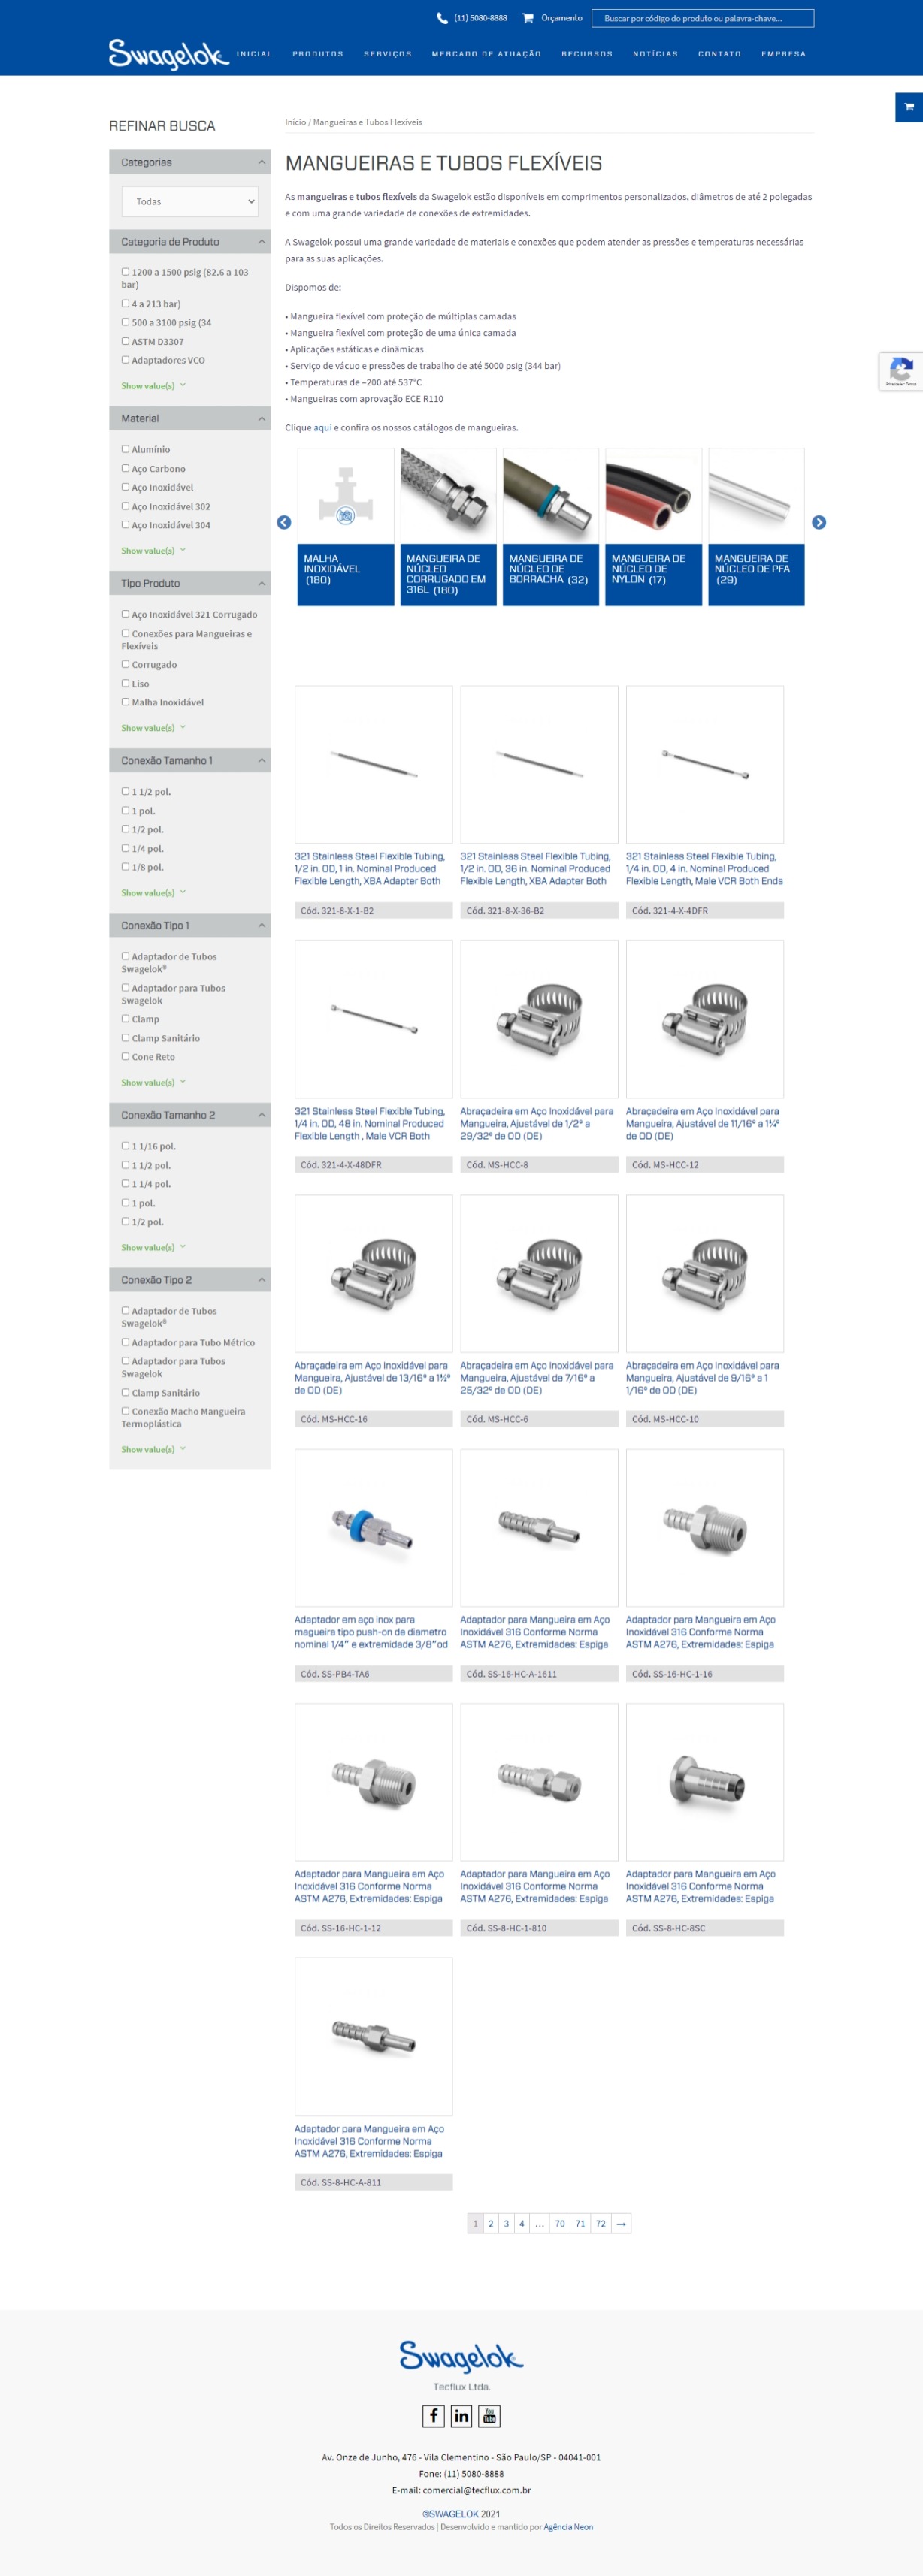 (11) 5080-8888 Orçamento Buscar por código do produto ou palavra-chave...
Swagelok INICIAL PRODUTOS SERVIÇOS MERCADO DE ATUAÇÃO RECURSOS NOTÍCIAS CONTATO EMPRESA
REFINAR BUSCA
Categorias
Todas
Categoria de Produto
1200 a 1500 psig (82.6 a 103
bar)
4 a 213 bar)
500 a 3100 psig (34
ASTM D3307
Adaptadores VCO
Show value(s)
Material
Alumínio
Aço Carbono
Aço Inoxidável
Aço Inoxidável 302
Aço Inoxidável 304
Show value(s)
Tipo Produto
Aço Inoxidável 321 Corrugado
Conexões para Mangueiras e
Flexíveis
Corrugado
Liso
Malha Inoxidável
Show value(s)
Conexão Tamanho 1
1 1/2 pol.
1 pol.
1/2 pol.
1/4 pol.
1/8 pol.
Show value(s)
Conexão Tipo 1
Adaptador de Tubos
Swagelok®
Adaptador para Tubos
Swagelok
Clamp
Clamp Sanitário
Cone Reto
Show value(s)
Conexão Tamanho 2
1 1/16 pol.
1 1/2 pol.
1 1/4 pol.
1 pol.
1/2 pol.
Show value(s)
Conexão Tipo 2
Adaptador de Tubos
Swagelok®
Adaptador para Tubo Métrico
Adaptador para Tubos
Swagelok
Clamp Sanitário
Conexão Macho Mangueira
Termoplástica
Show value(s)
Início / Mangueiras e Tubos Flexíveis
MANGUEIRAS E TUBOS FLEXÍVEIS
As mangueiras e tubos flexíveis da Swagelok estão disponíveis em comprimentos personalizados, diâmetros de até 2 polegadas
e com uma grande variedade de conexões de extremidades.
A Swagelok possui uma grande variedade de materiais e conexões que podem atender as pressões e temperaturas necessárias
para as suas aplicações.
Dispomos de:
• Mangueira flexível com proteção de múltiplas camadas
• Mangueira flexível com proteção de uma única camada
• Aplicações estáticas e dinâmicas
• Serviço de vácuo e pressões de trabalho de até 5000 psig (344 bar)
• Temperaturas de –200 até 537°C
• Mangueiras com aprovação ECE R110
Clique aqui e confira os nossos catálogos de mangueiras.
MALHA
INOXIDÁVEL
(180)
MANGUEIRA DE
NÚCLEO
CORRUGADO EM
316L (180)
MANGUEIRA DE
NÚCLEO DE
BORRACHA (32)
MANGUEIRA DE
NÚCLEO DE
NYLON (17)
MANGUEIRA DE
NÚCLEO DE PFA
(29)
321 Stainless Steel Flexible Tubing,
1/2 in. OD, 1 in. Nominal Produced
Flexible Length, XBA Adapter Both
Cód. 321-8-X-1-B2
321 Stainless Steel Flexible Tubing,
1/2 in. OD, 36 in. Nominal Produced
Flexible Length, XBA Adapter Both
Cód. 321-8-X-36-B2
321 Stainless Steel Flexible Tubing,
1/4 in. OD, 4 in. Nominal Produced
Flexible Length, Male VCR Both Ends
Cód. 321-4-X-4DFR
321 Stainless Steel Flexible Tubing,
1/4 in. OD, 48 in. Nominal Produced
Flexible Length , Male VCR Both
Cód. 321-4-X-48DFR
Abraçadeira em Aço Inoxidável para
Mangueira, Ajustável de 1/2º a
29/32º de OD (DE)
Cód. MS-HCC-8
Abraçadeira em Aço Inoxidável para
Mangueira, Ajustável de 11/16º a 1¼º
de OD (DE)
Cód. MS-HCC-12
Abraçadeira em Aço Inoxidável para
Mangueira, Ajustável de 13/16º a 1½º
de OD (DE)
Cód. MS-HCC-16
Abraçadeira em Aço Inoxidável para
Mangueira, Ajustável de 7/16º a
25/32º de OD (DE)
Cód. MS-HCC-6
Abraçadeira em Aço Inoxidável para
Mangueira, Ajustável de 9/16º a 1
1/16º de OD (DE)
Cód. MS-HCC-10
Adaptador em aço inox para
magueira tipo push-on de diametro
nominal 1/4″ e extremidade 3/8″od
Cód. SS-PB4-TA6
Adaptador para Mangueira em Aço
Inoxidável 316 Conforme Norma
ASTM A276, Extremidades: Espiga
Cód. SS-16-HC-A-1611
Adaptador para Mangueira em Aço
Inoxidável 316 Conforme Norma
ASTM A276, Extremidades: Espiga
Cód. SS-16-HC-1-16
Adaptador para Mangueira em Aço
Inoxidável 316 Conforme Norma
ASTM A276, Extremidades: Espiga
Cód. SS-16-HC-1-12
Adaptador para Mangueira em Aço
Inoxidável 316 Conforme Norma
ASTM A276, Extremidades: Espiga
Cód. SS-8-HC-1-810
Adaptador para Mangueira em Aço
Inoxidável 316 Conforme Norma
ASTM A276, Extremidades: Espiga
Cód. SS-8-HC-8SC
Adaptador para Mangueira em Aço
Inoxidável 316 Conforme Norma
ASTM A276, Extremidades: Espiga
Cód. SS-8-HC-A-811
1 2 3 4 … 70 71 72 →
Swagelok
Tecflux Ltda.
f in You Tube
Av. Onze de Junho, 476 - Vila Clementino - São Paulo/SP - 04041-001
Fone: (11) 5080-8888
E-mail: comercial@tecflux.com.br
®SWAGELOK 2021
Todos os Direitos Reservados | Desenvolvido e mantido por Agência Neon